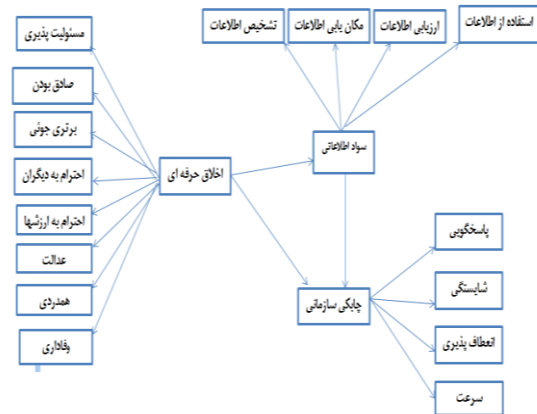 استفاده از اطلاعات
ارزیابی اطلاعات
مکان یابی اطلاعات
تشخیص اطلاعات
مسئولیت پذیری
صادق بودن
برتری جوئی
احترام به دیگران
احترام به ارزشها
عدالت
همدردی
وفاداری
اخلاق حرفه ای
سواد اطلاعاتی
چابکی سازمانی
پاسخگویی
شایستگی
انعطاف پذیری
سرعت